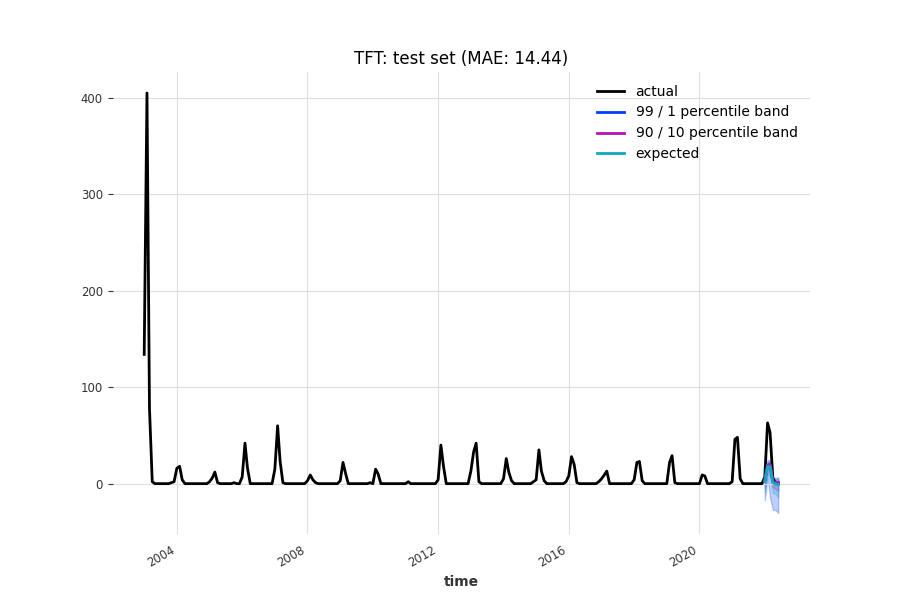 TFT: test set (MAE: 14.44)
actual
99 / 1 percentile band
90 / 10 percentile band
expected
400
300
200
100
0
2004
2008
2012
2016
2020
time